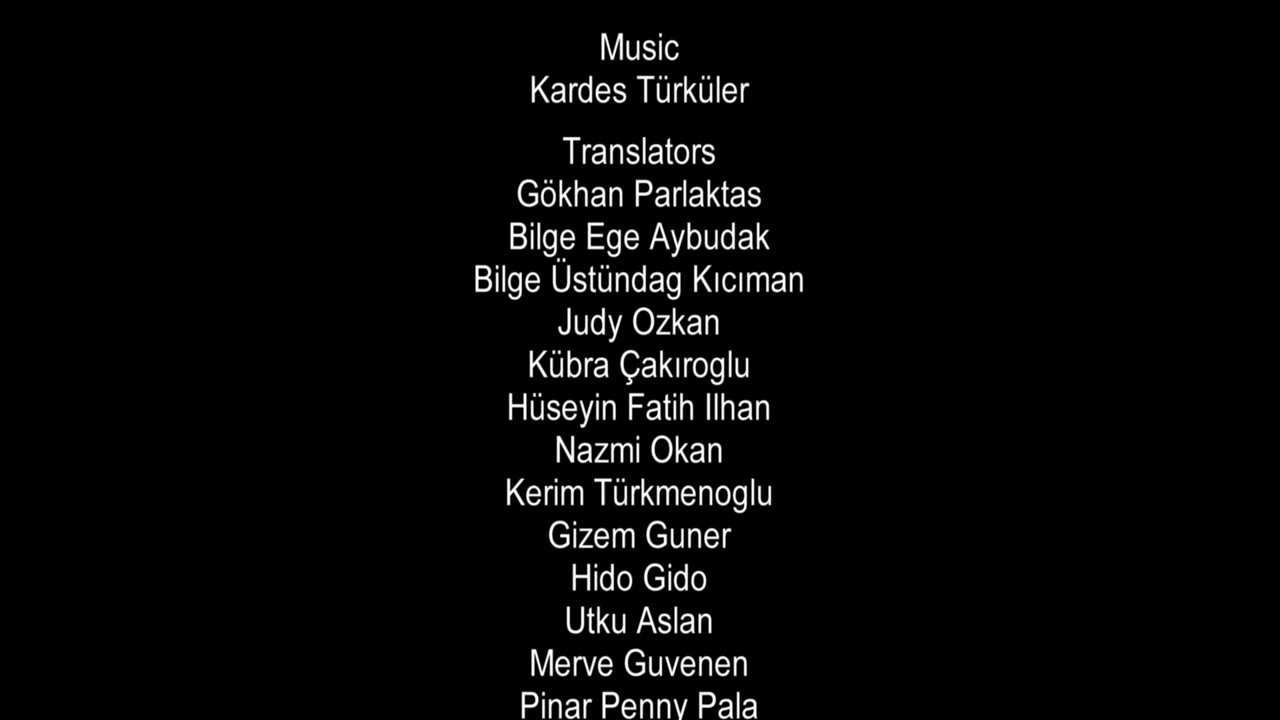 Music
Kardes Türküler
Translators
Gökhan Parlaktas
Bilge Ege Aybudak
Bilge Üstündag Kıcıman
Judy Ozkan
Kübra Çakıroglu
Hüseyin Fatih Ilhan
Nazmi Okan
Kerim Türkmenoglu
Gizem Guner
Hido Gido
Utku Aslan
Merve Guvenen
Pinar Penny Pala